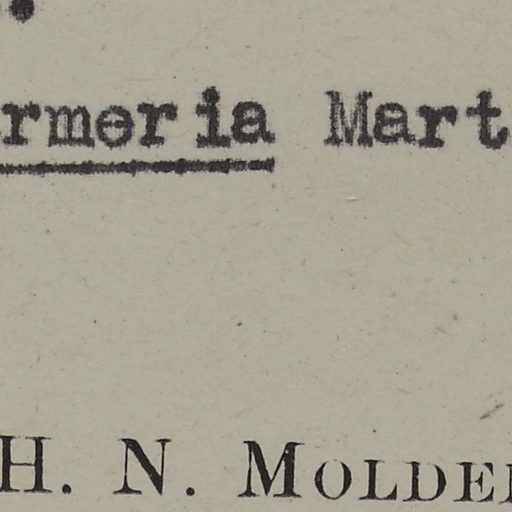 rmeria Mart
H. N. MOLDE